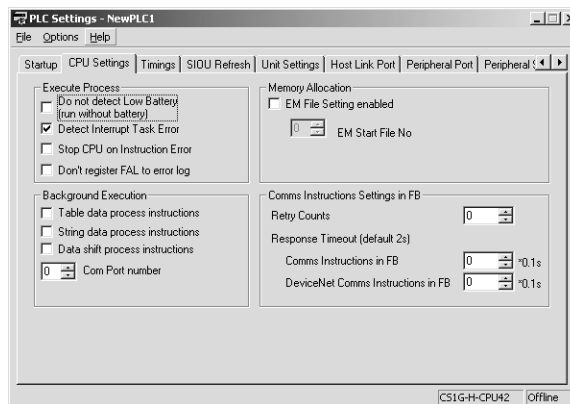 PLC Settings - NewPLC1
File Options Help
Startup CPU Settings Timings SIOU Refresh Unit Settings Host Link Port Peripheral Port Peripheral
Execute Process
Do not detect Low Battery
(run without battery)
Detect Interrupt Task Error
Stop CPU on Instruction Error
Don't register FAL to error log
Memory Allocation
EM File Setting enabled
0 EM Start File No
Background Execution
Table data process instructions
String data process instructions
Data shift process instructions
0 Com Port number
Comms Instructions Settings in FB
Retry Counts 0
Response Timeout (default 2s)
Comms Instructions in FB 0 *0.1s
DeviceNet Comms Instructions in FB 0 *0.1s
CS1G-H-CPU42 Offline